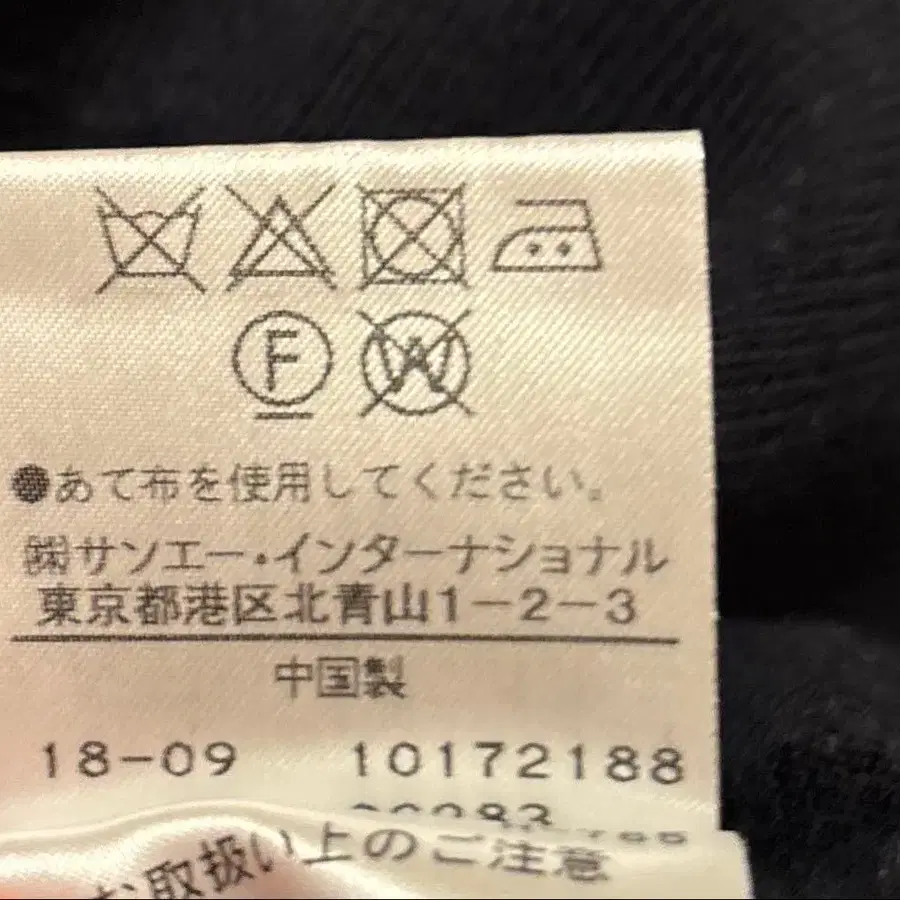 F W
●あて布を使用してください。
㈱サンエー・インターナショナル
東京都港区北青山1-2-3
中国製
18-09 10172188
取扱い上のご注意